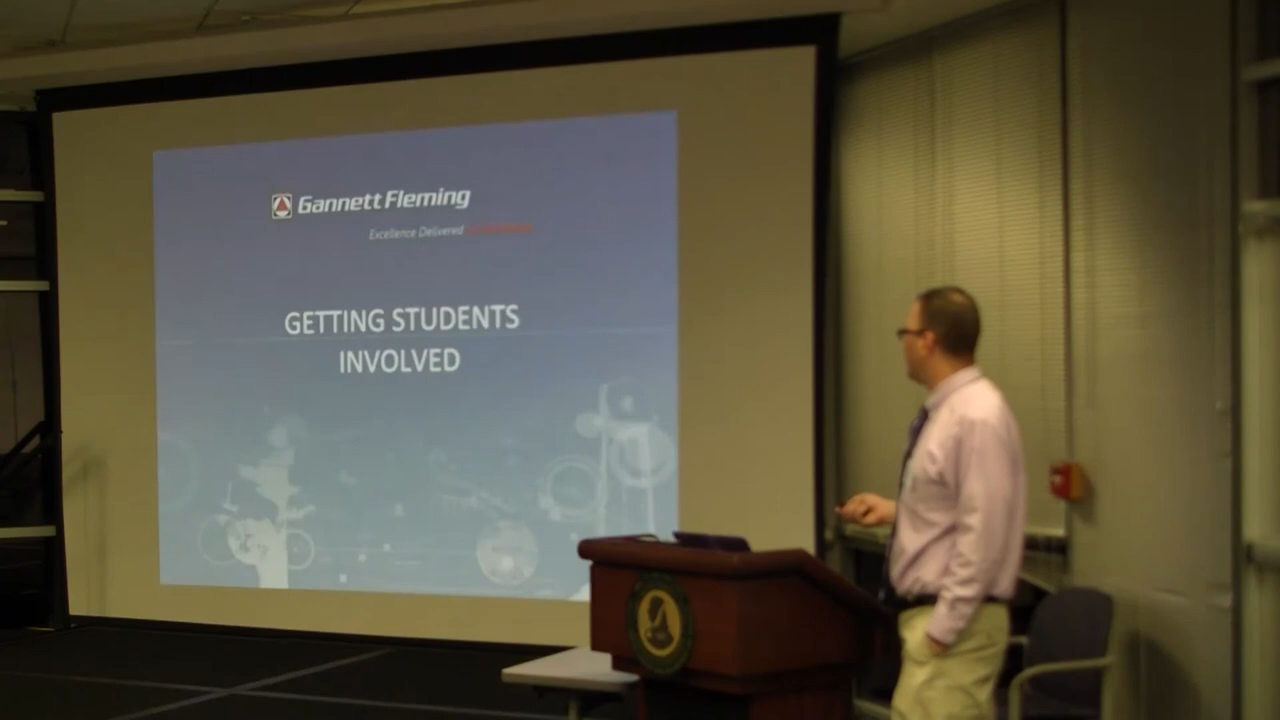 Gannett Fleming
Excellence Delivered
GETTING STUDENTS
INVOLVED